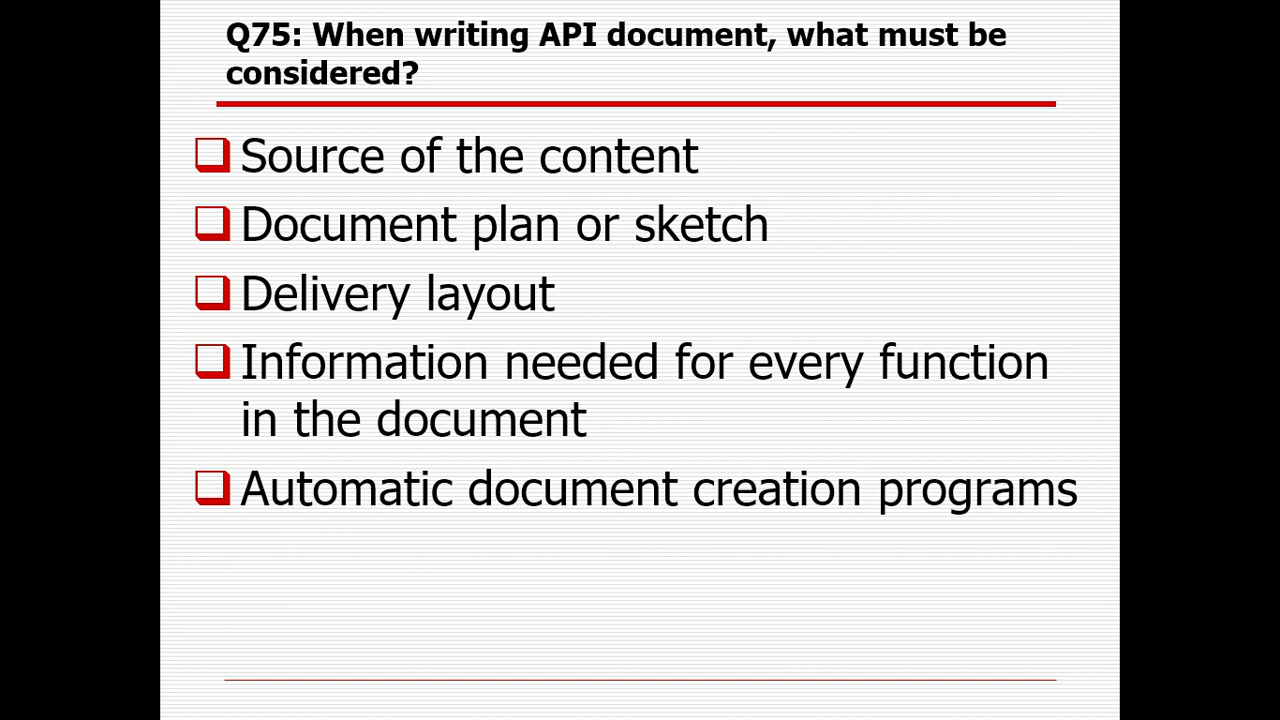 Q75: When writing API document, what must be
considered?
Source of the content
Document plan or sketch
Delivery layout
Information needed for every function
in the document
Automatic document creation programs